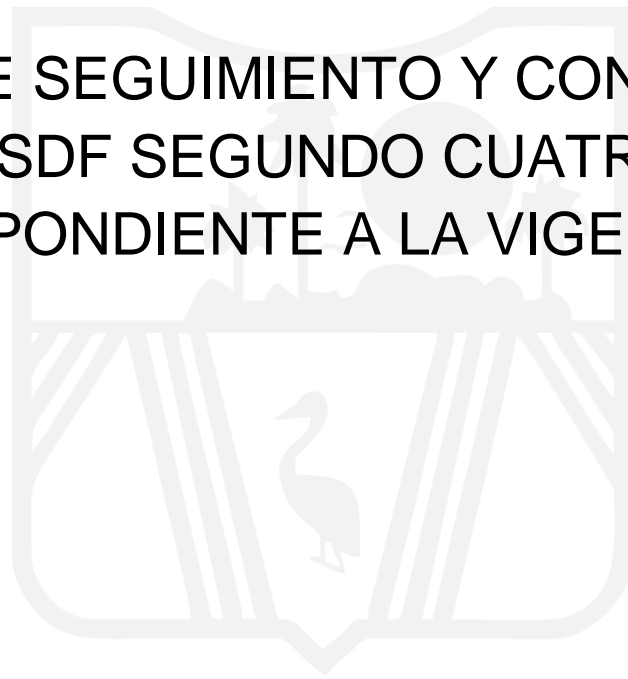 E SEGUIMIENTO Y CON
SDF SEGUNDO CUATR
PONDIENTE A LA VIGE